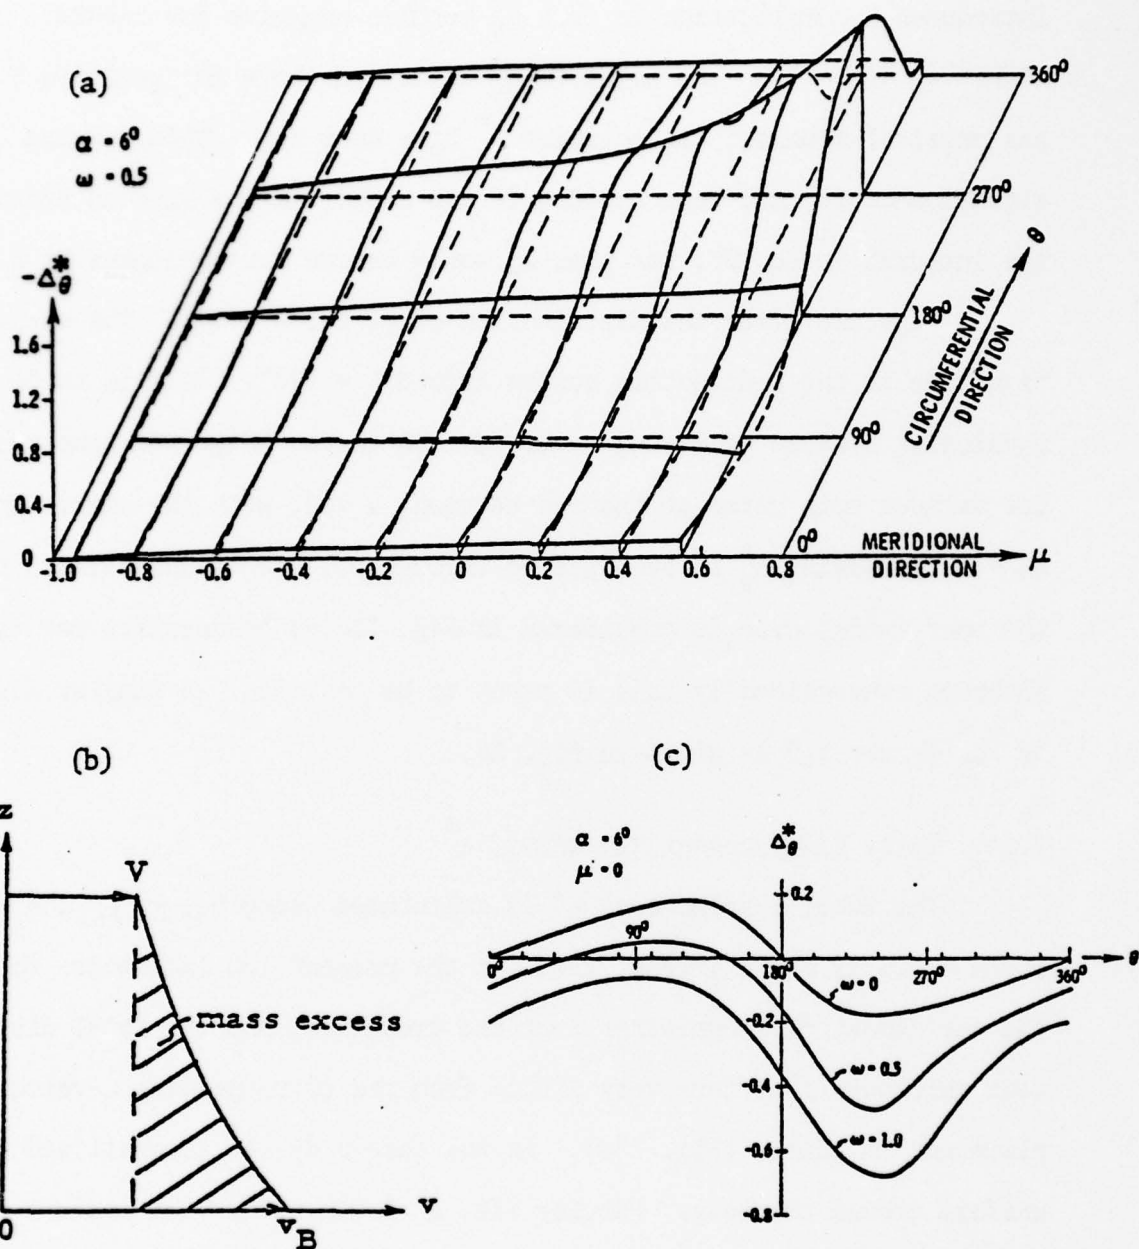 (a)
α = 6°
ω = 0.5
-Δ*θ
1.6
1.2
0.8
0.4
0
-1.0 -0.8 -0.6 -0.4 -0.2 0 0.2 0.4 0.6 0.8
0°
90°
180°
270°
360°
MERIDIONAL
DIRECTION
μ
CIRCUMFERENTIAL
DIRECTION
θ
(b)
z
V
mass excess
0
vB
v
(c)
α = 6°
μ = 0
Δ*θ
0.2
0° 90° 180° 270° 360° θ
ω = 0
-0.2
-0.4
ω = 0.5
-0.6
ω = 1.0
-0.8